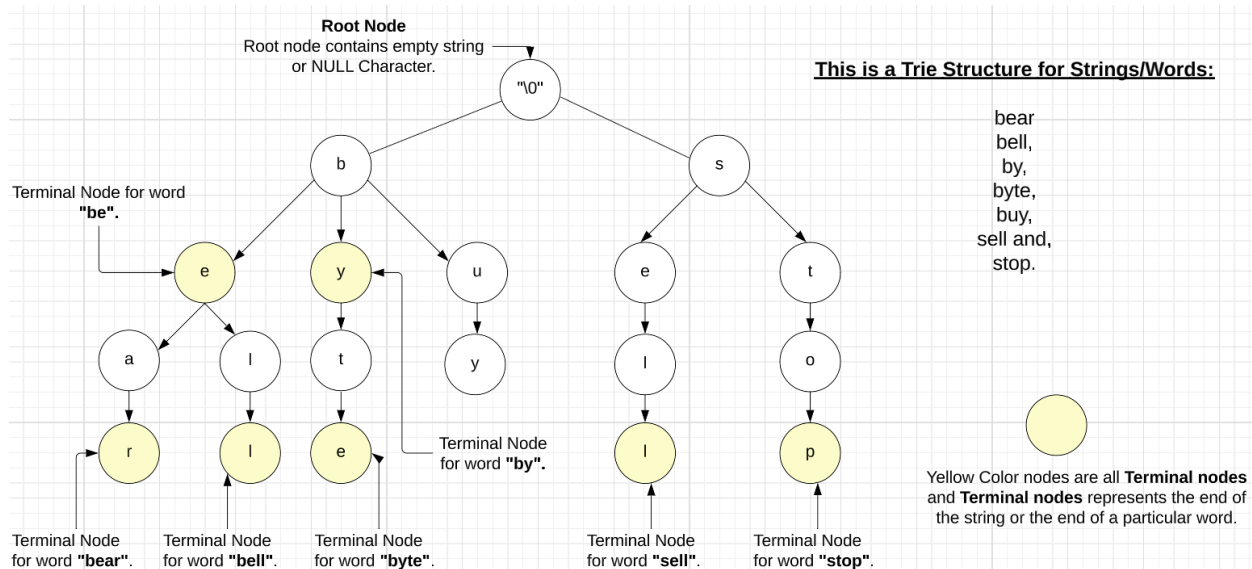 Root Node
Root node contains empty string
or NULL Character.
"\0"
This is a Trie Structure for Strings/Words:
bear
bell,
by,
byte,
buy,
sell and,
stop.
b
s
Terminal Node for word
"be".
e
y
u
e
t
a
l
t
y
l
o
r
l
e
l
p
Terminal Node
for word "by".
Yellow Color nodes are all Terminal nodes
and Terminal nodes represents the end of
the string or the end of a particular word.
Terminal Node
for word "bear".
Terminal Node
for word "bell".
Terminal Node
for word "byte".
Terminal Node
for word "sell".
Terminal Node
for word "stop".